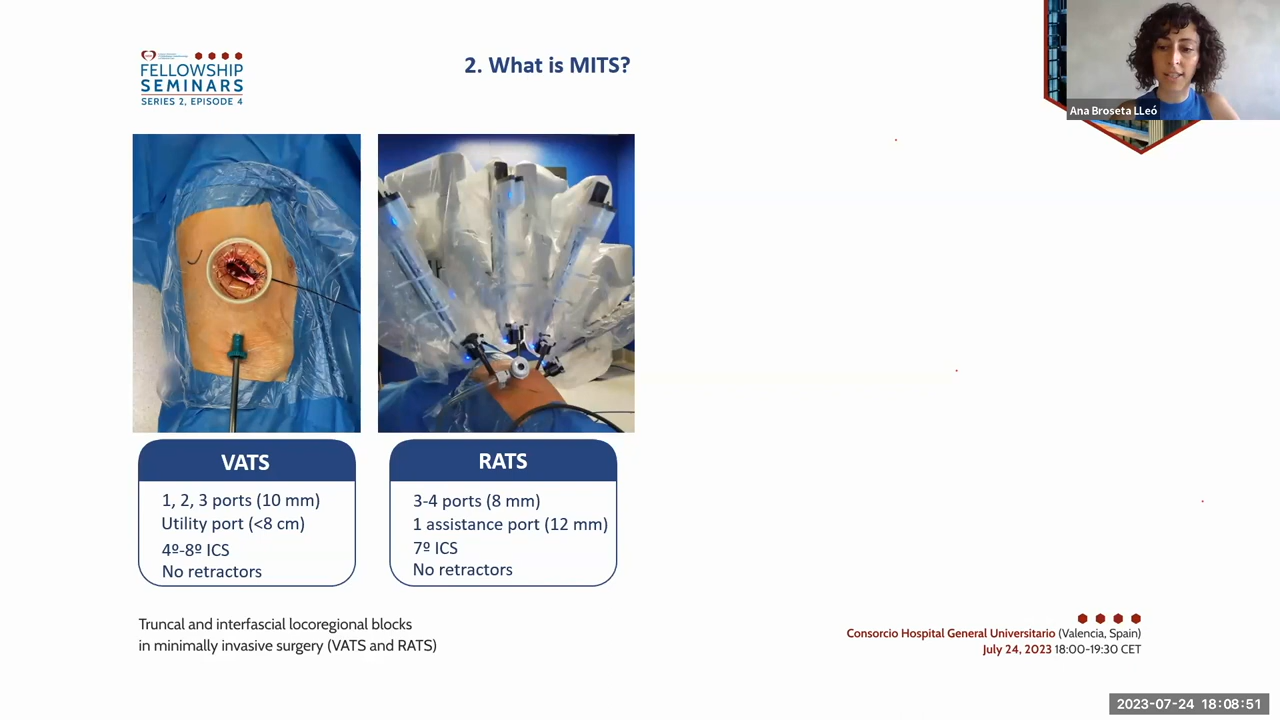 FELLOWSHIP
SEMINARS
SERIES 2, EPISODE 4
2. What is MITS?
Ana Broseta LLeó
VATS
1, 2, 3 ports (10 mm)
Utility port (<8 cm)
4º-8º ICS
No retractors
RATS
3-4 ports (8 mm)
1 assistance port (12 mm)
7º ICS
No retractors
Truncal and interfascial locoregional blocks
in minimally invasive surgery (VATS and RATS)
Consorcio Hospital General Universitario (Valencia, Spain)
July 24, 2023 18:00-19:30 CET
2023-07-24 18:08:51